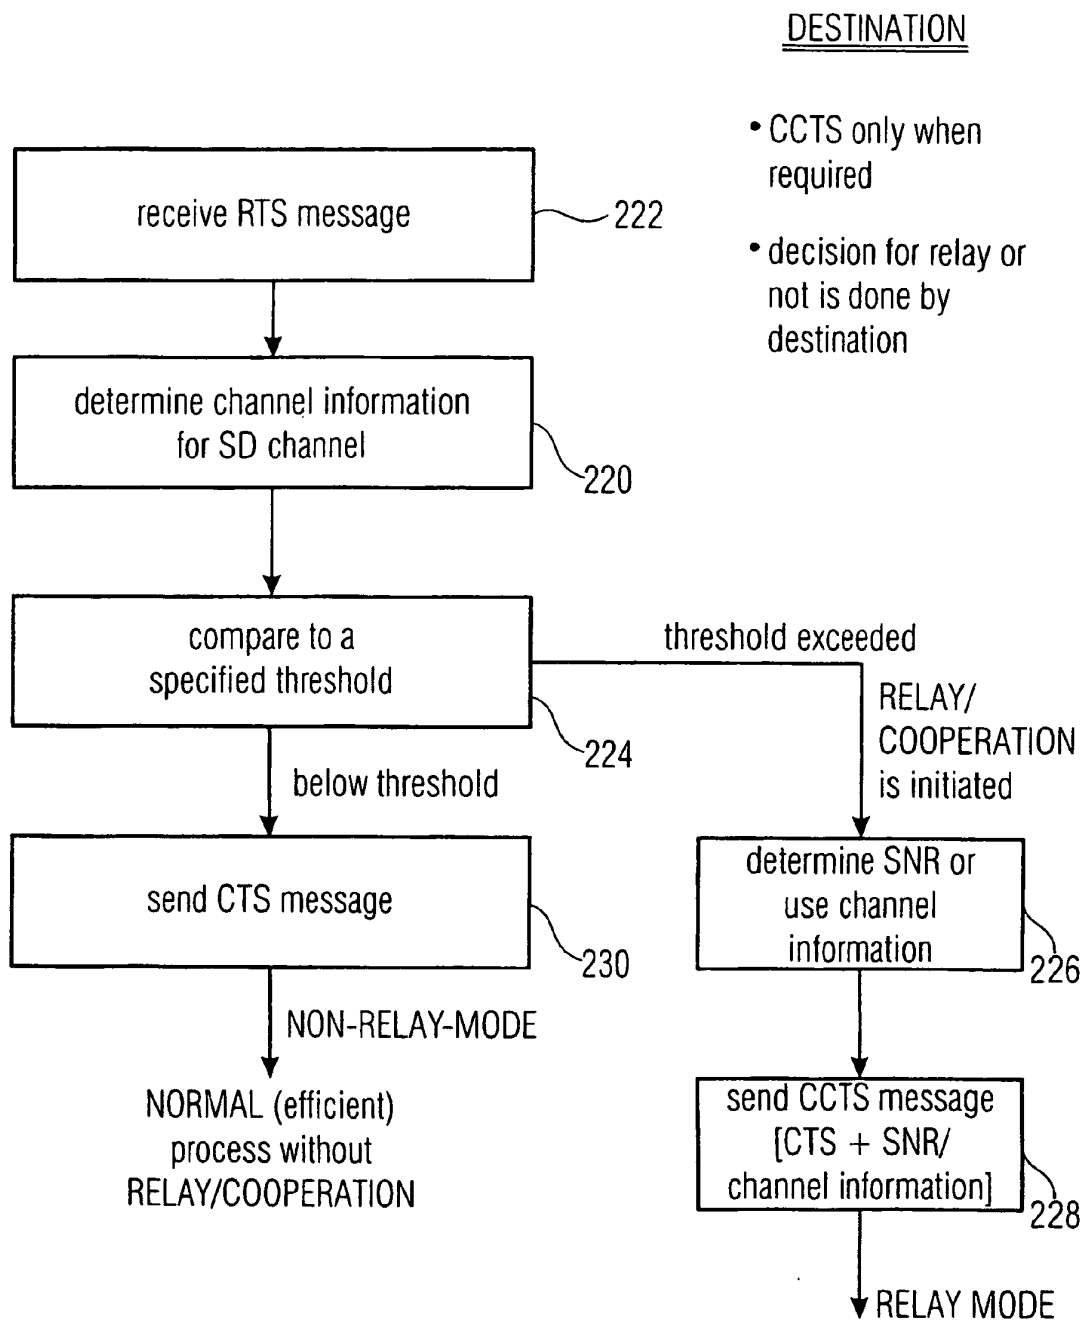 DESTINATION
• CCTS only when
required
• decision for relay or
not is done by
destination
receive RTS message
222
determine channel information
for SD channel
220
compare to a
specified threshold
224
threshold exceeded
RELAY/
COOPERATION
is initiated
below threshold
send CTS message
230
determine SNR or
use channel
information
226
NON-RELAY-MODE
NORMAL (efficient)
process without
RELAY/COOPERATION
send CCTS message
[CTS + SNR/
channel information]
228
RELAY MODE